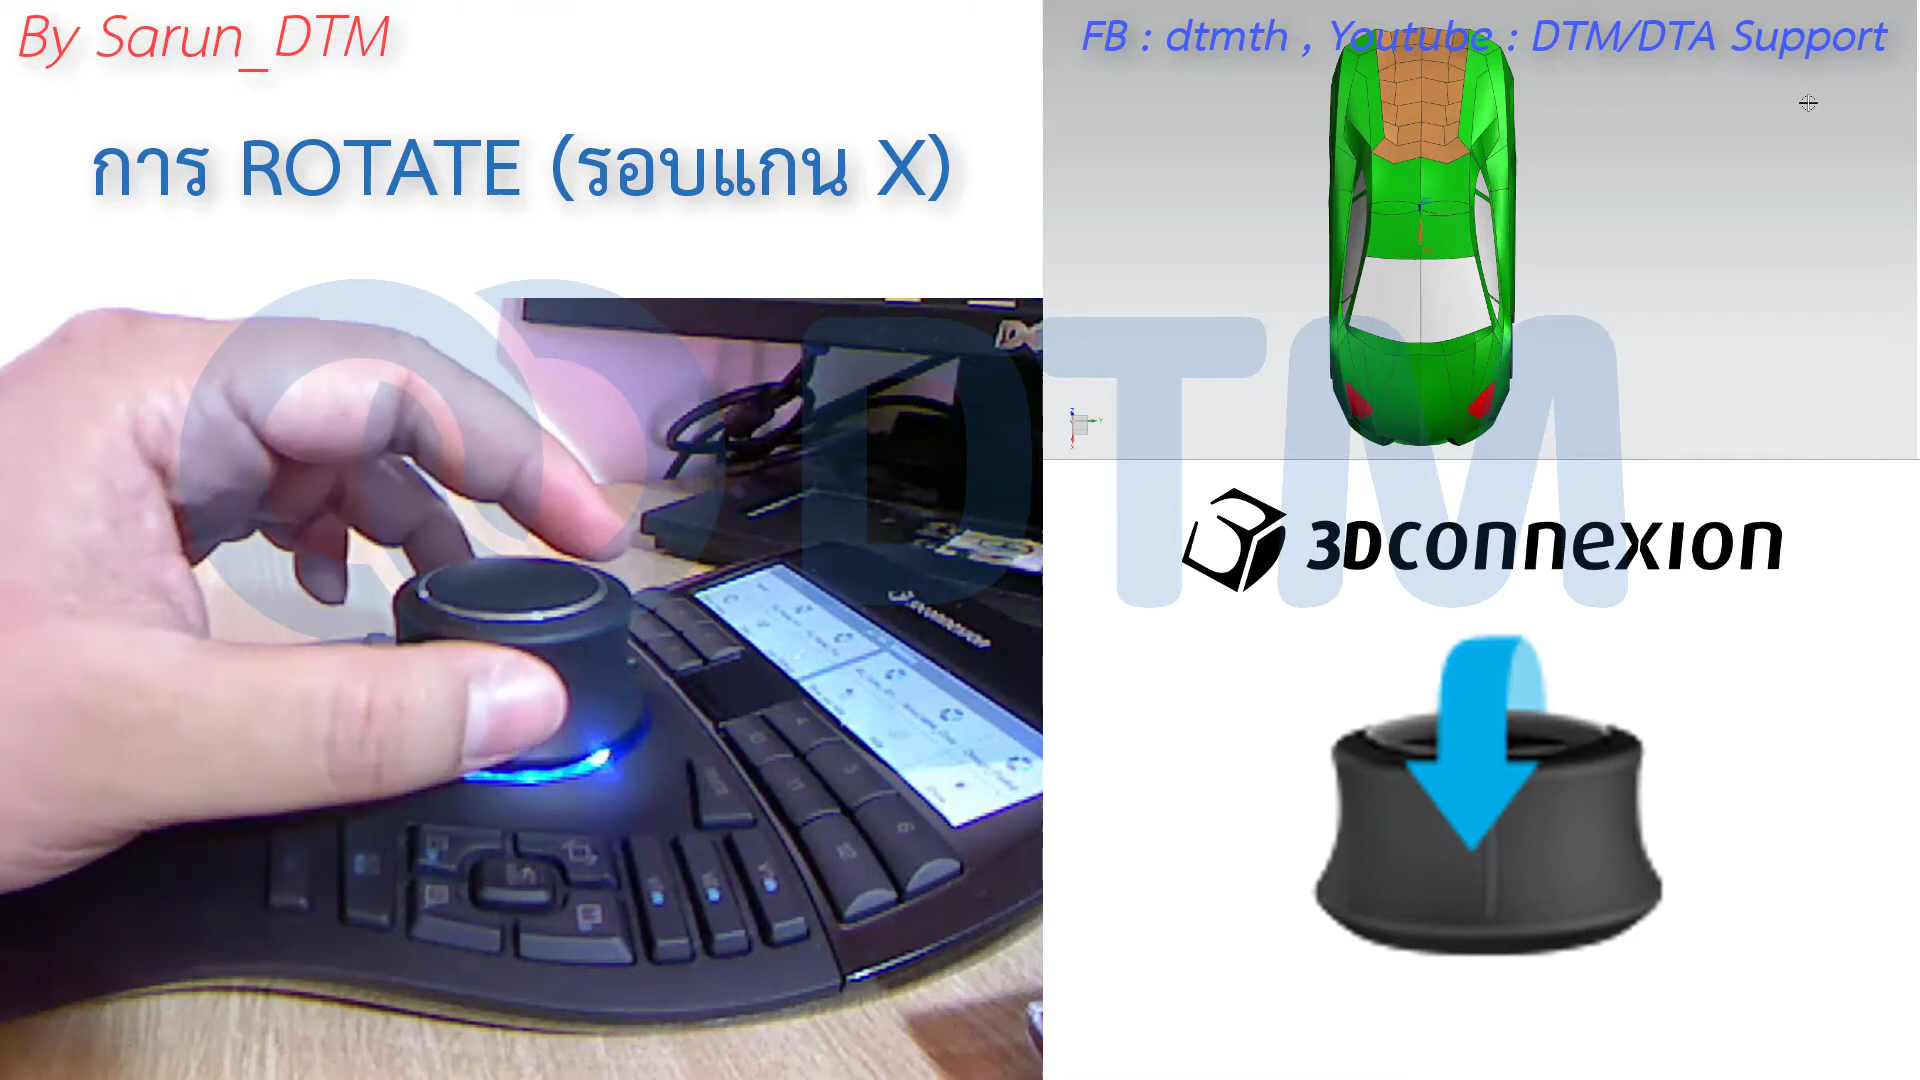 By Sarun_DTM
FB : dtmth , Youtube : DTM/DTA Support
การ ROTATE (รอบแกน X)
DTM
3Dconnexion
3Dconnexion